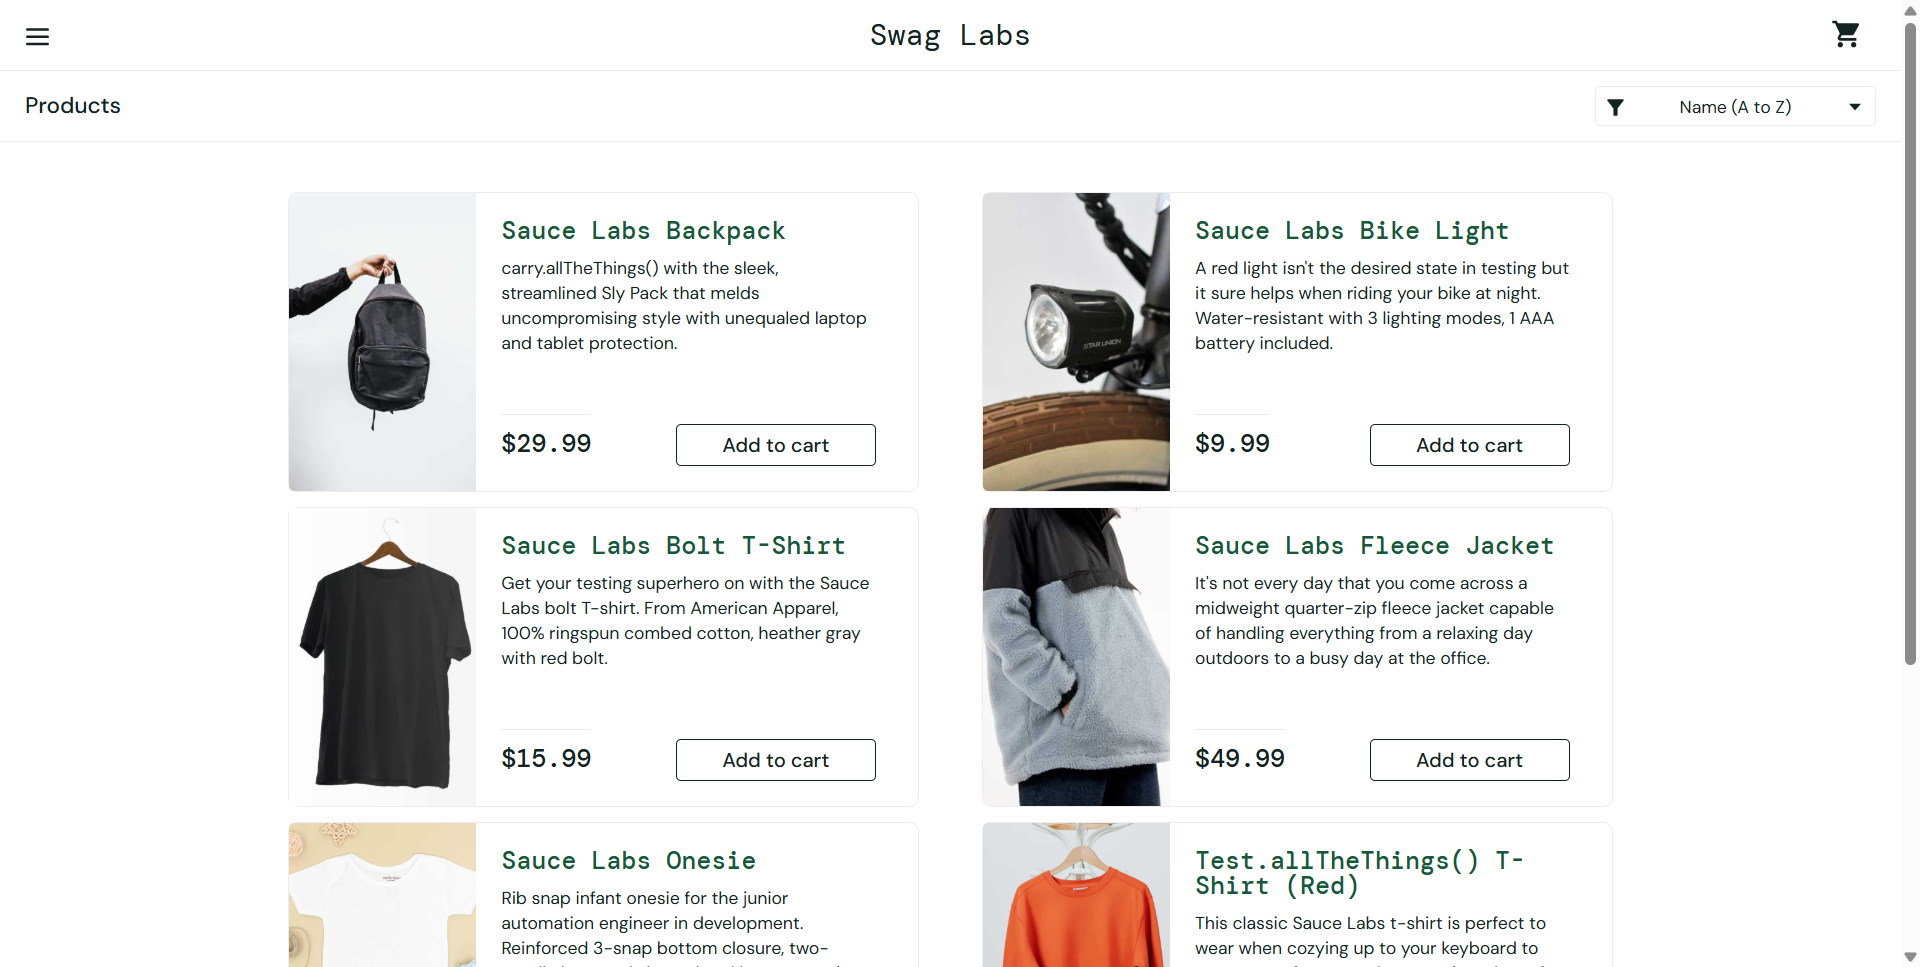 Swag Labs
Products
Name (A to Z)
Sauce Labs Backpack
carry.allTheThings() with the sleek,
streamlined Sly Pack that melds
uncompromising style with unequaled laptop
and tablet protection.
$29.99
Add to cart
Sauce Labs Bike Light
A red light isn't the desired state in testing but
it sure helps when riding your bike at night.
Water-resistant with 3 lighting modes, 1 AAA
battery included.
STAR UNION
$9.99
Add to cart
Sauce Labs Bolt T-Shirt
Get your testing superhero on with the Sauce
Labs bolt T-shirt. From American Apparel,
100% ringspun combed cotton, heather gray
with red bolt.
$15.99
Add to cart
Sauce Labs Fleece Jacket
It's not every day that you come across a
midweight quarter-zip fleece jacket capable
of handling everything from a relaxing day
outdoors to a busy day at the office.
$49.99
Add to cart
Sauce Labs Onesie
Rib snap infant onesie for the junior
automation engineer in development.
Reinforced 3-snap bottom closure, two-
Test.allTheThings() T-
Shirt (Red)
This classic Sauce Labs t-shirt is perfect to
wear when cozying up to your keyboard to